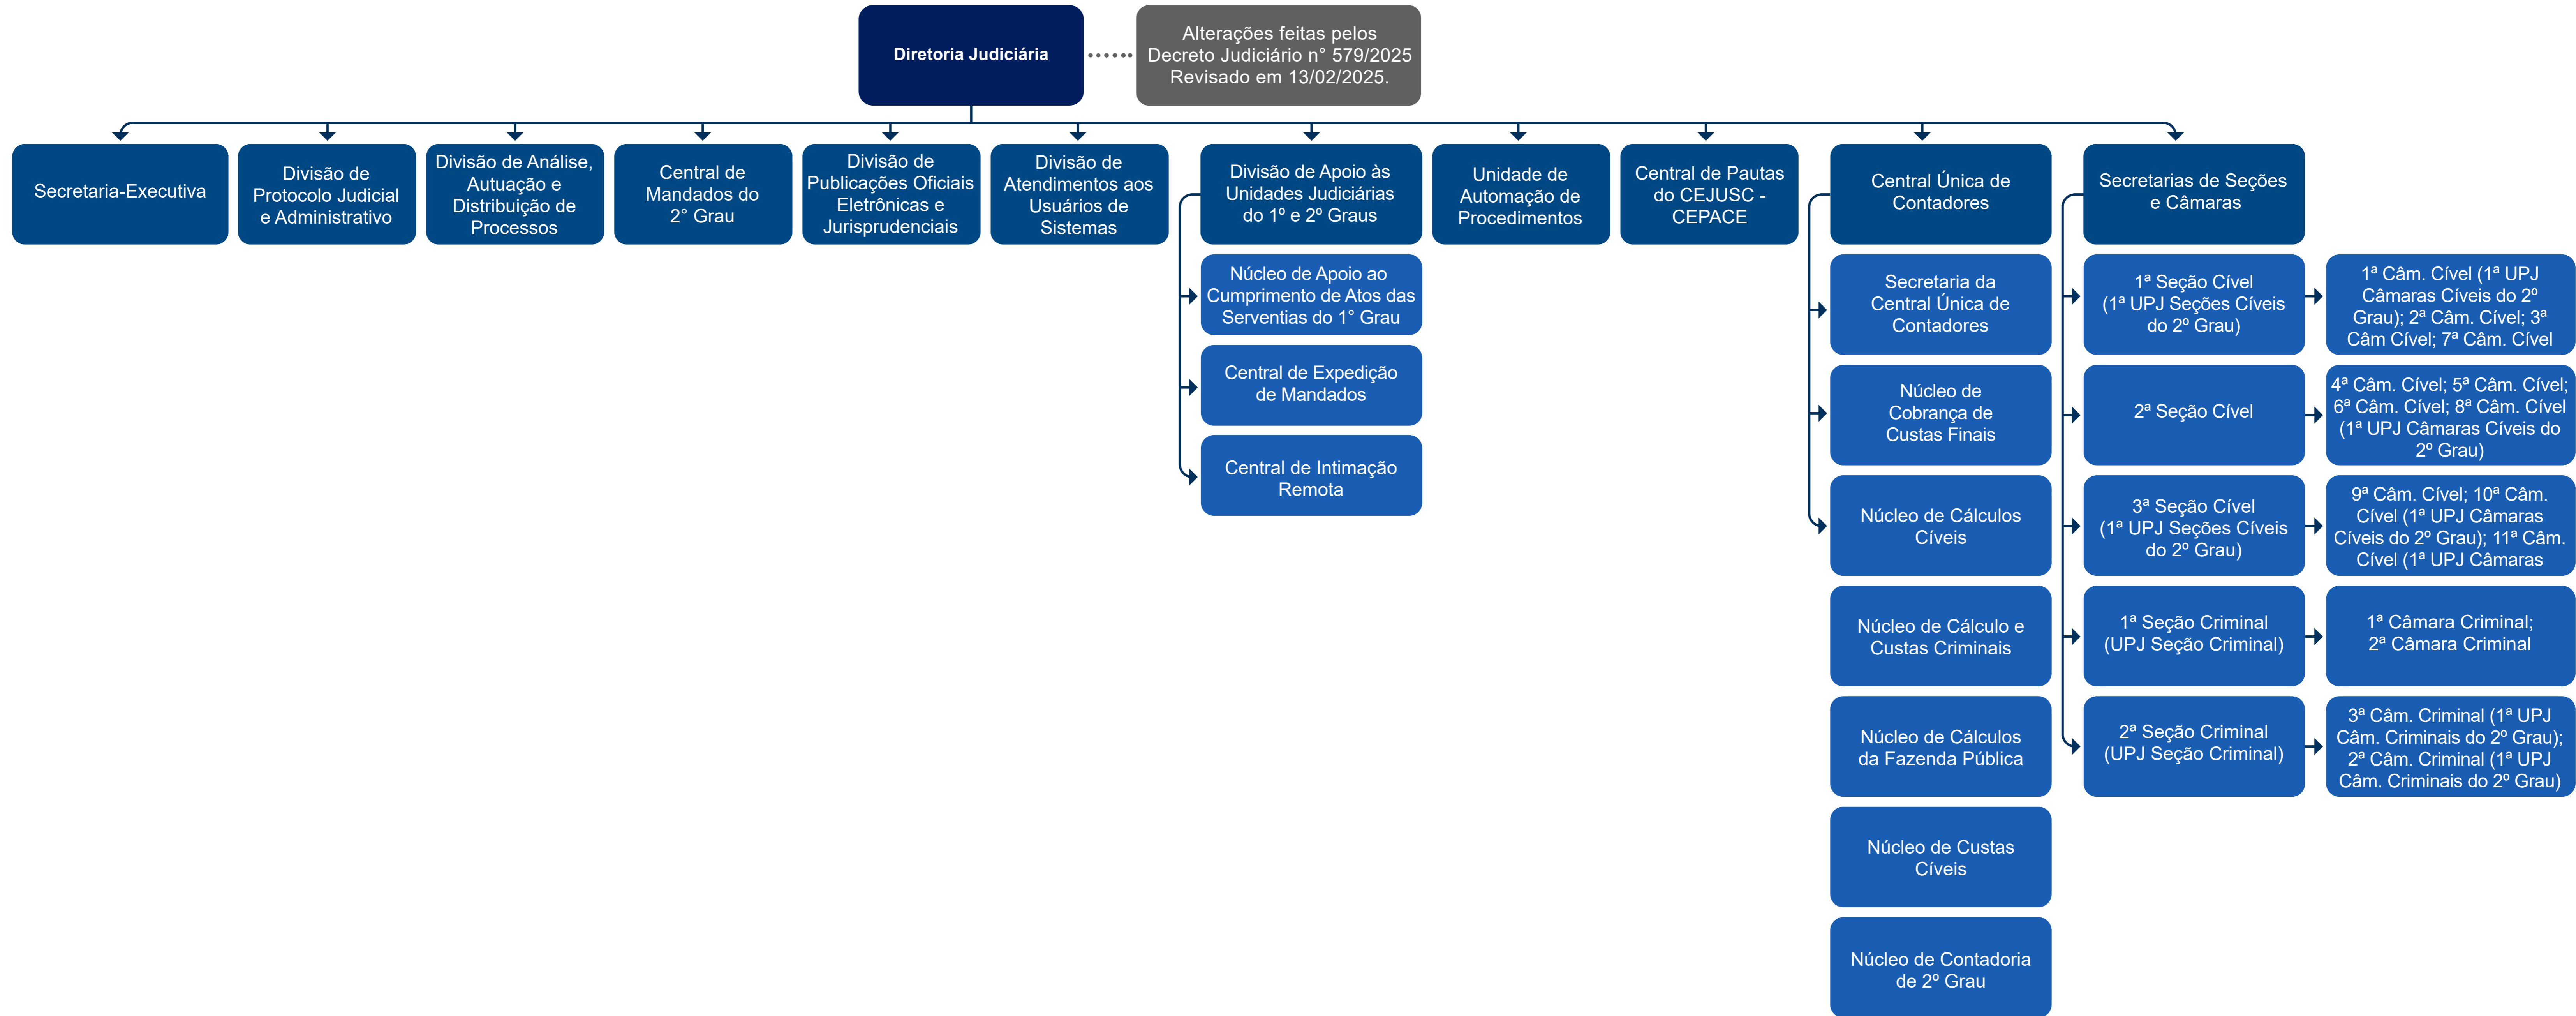 Diretoria Judiciária
Alterações feitas pelos
Decreto Judiciário n° 579/2025
Revisado em 13/02/2025.
Secretaria-Executiva
Divisão de
Protocolo Judicial
e Administrativo
Divisão de Análise,
Autuação e
Distribuição de
Processos
Central de
Mandados do
2° Grau
Divisão de
Publicações Oficiais
Eletrônicas e
Jurisprudenciais
Divisão de
Atendimentos aos
Usuários de
Sistemas
Divisão de Apoio às
Unidades Judiciárias
do 1º e 2º Graus
Unidade de
Automação de
Procedimentos
Central de Pautas
do CEJUSC -
CEPACE
Central Única de
Contadores
Secretarias de Seções
e Câmaras
Núcleo de Apoio ao
Cumprimento de Atos das
Serventias do 1° Grau
Central de Expedição
de Mandados
Central de Intimação
Remota
Secretaria da
Central Única de
Contadores
Núcleo de
Cobrança de
Custas Finais
Núcleo de Cálculos
Cíveis
Núcleo de Cálculo e
Custas Criminais
Núcleo de Cálculos
da Fazenda Pública
Núcleo de Custas
Cíveis
Núcleo de Contadoria
de 2º Grau
1ª Seção Cível
(1ª UPJ Seções Cíveis
do 2º Grau)
1ª Câm. Cível (1ª UPJ
Câmaras Cíveis do 2º
Grau); 2ª Câm. Cível; 3ª
Câm Cível; 7ª Câm. Cível
2ª Seção Cível
4ª Câm. Cível; 5ª Câm. Cível;
6ª Câm. Cível; 8ª Câm. Cível
(1ª UPJ Câmaras Cíveis do
2º Grau)
3ª Seção Cível
(1ª UPJ Seções Cíveis
do 2º Grau)
9ª Câm. Cível; 10ª Câm.
Cível (1ª UPJ Câmaras
Cíveis do 2º Grau); 11ª Câm.
Cível (1ª UPJ Câmaras
1ª Seção Criminal
(UPJ Seção Criminal)
1ª Câmara Criminal;
2ª Câmara Criminal
2ª Seção Criminal
(UPJ Seção Criminal)
3ª Câm. Criminal (1ª UPJ
Câm. Criminais do 2º Grau);
2ª Câm. Criminal (1ª UPJ
Câm. Criminais do 2º Grau)